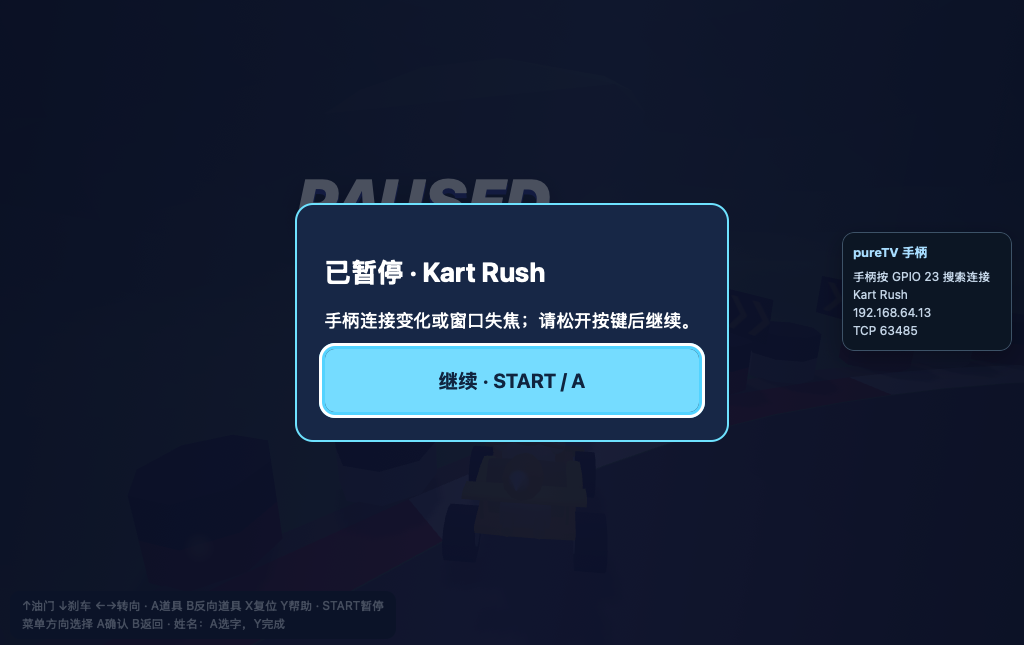 PAUSED
已暂停 · Kart Rush
手柄连接变化或窗口失焦；请松开按键后继续。
继续 · START / A
pureTV 手柄
手柄按 GPIO 23 搜索连接
Kart Rush
192.168.64.13
TCP 63485
↑油门 ↓刹车 ←→转向 · A道具 B反向道具 X复位 Y帮助 · START暂停
菜单方向选择 A确认 B返回 · 姓名：A选字，Y完成